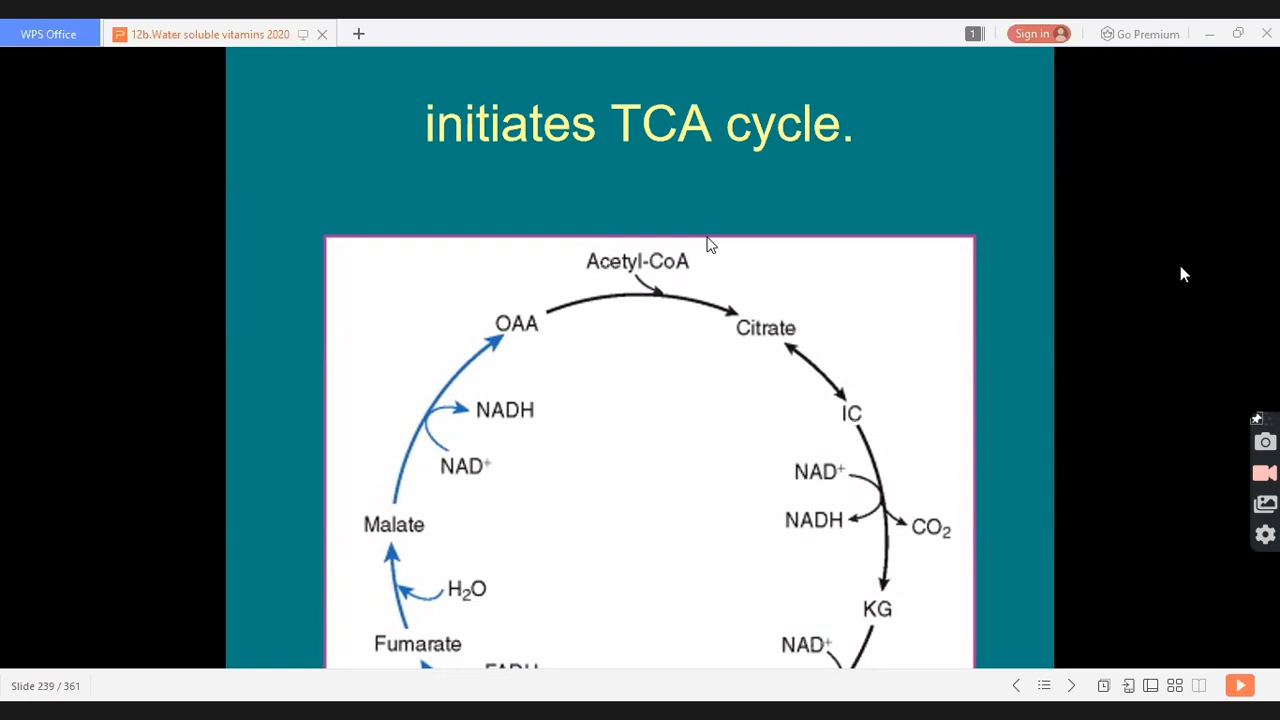 WPS Office
12b.Water soluble vitamins 2020
1
Sign in
Go Premium
initiates TCA cycle.
Acetyl-CoA
OAA
Citrate
NADH
IC
NAD+
NAD+
NADH
CO2
Malate
H2O
KG
Fumarate
NAD+
Slide 239 / 361